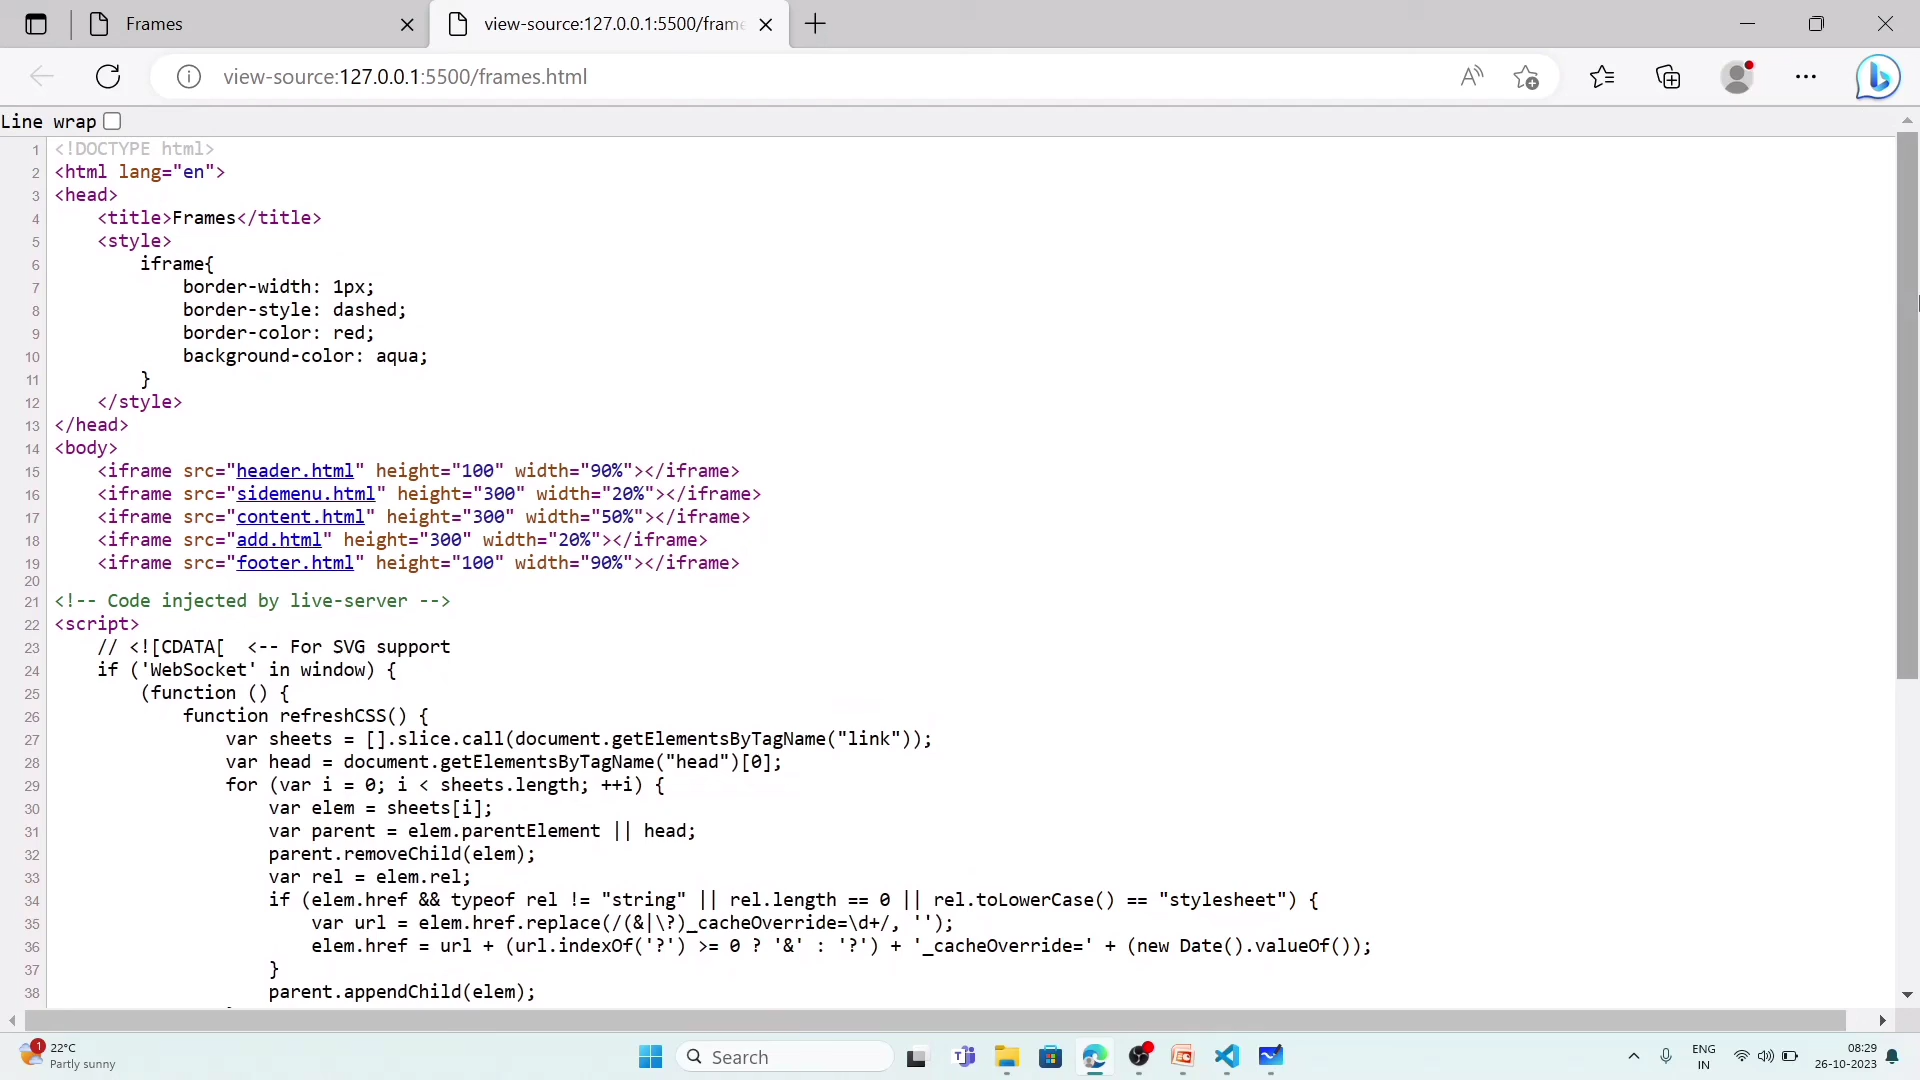 Frames
view-source:127.0.0.1:5500/frame
view-source:127.0.0.1:5500/frames.html
Line wrap
1 <!DOCTYPE html>
2 <html lang="en">
3 <head>
4     <title>Frames</title>
5     <style>
6         iframe{
7             border-width: 1px;
8             border-style: dashed;
9             border-color: red;
10             background-color: aqua;
11         }
12     </style>
13 </head>
14 <body>
15     <iframe src="header.html" height="100" width="90%"></iframe>
16     <iframe src="sidemenu.html" height="300" width="20%"></iframe>
17     <iframe src="content.html" height="300" width="50%"></iframe>
18     <iframe src="add.html" height="300" width="20%"></iframe>
19     <iframe src="footer.html" height="100" width="90%"></iframe>
20
21 <!-- Code injected by live-server -->
22 <script>
23     // <![CDATA[  <-- For SVG support
24     if ('WebSocket' in window) {
25         (function () {
26             function refreshCSS() {
27                 var sheets = [].slice.call(document.getElementsByTagName("link"));
28                 var head = document.getElementsByTagName("head")[0];
29                 for (var i = 0; i < sheets.length; ++i) {
30                     var elem = sheets[i];
31                     var parent = elem.parentElement || head;
32                     parent.removeChild(elem);
33                     var rel = elem.rel;
34                     if (elem.href && typeof rel != "string" || rel.length == 0 || rel.toLowerCase() == "stylesheet") {
35                         var url = elem.href.replace(/(&|\?)_cacheOverride=\d+/, '');
36                         elem.href = url + (url.indexOf('?') >= 0 ? '&' : '?') + '_cacheOverride=' + (new Date().valueOf());
37                     }
38                     parent.appendChild(elem);
1
22°C
Partly sunny
Search
ENG
IN
08:29
26-10-2023